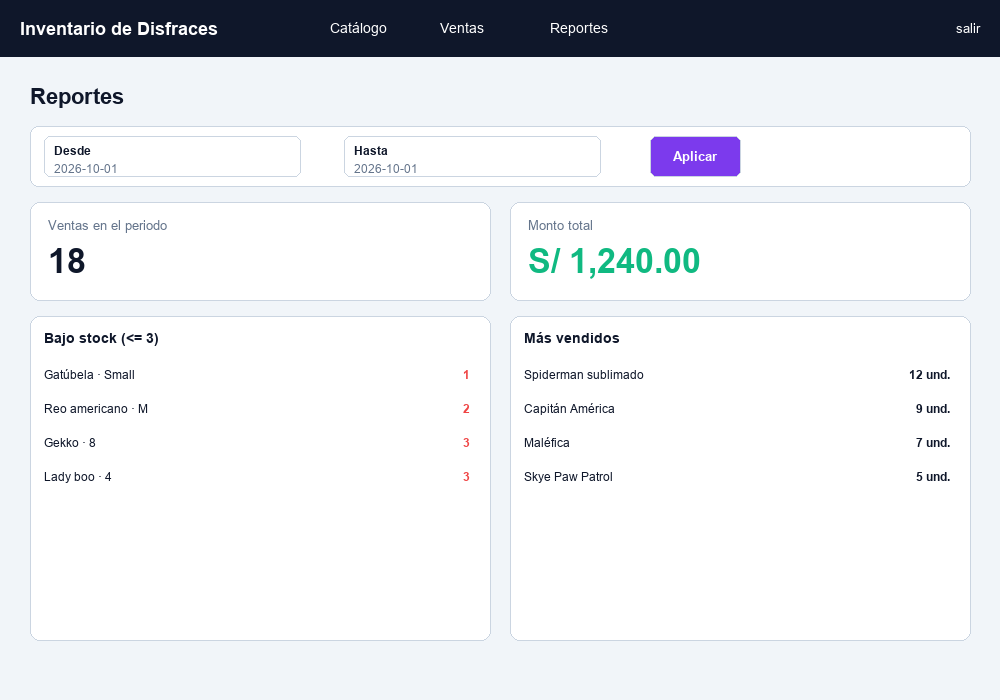 Inventario de Disfraces
Catálogo
Ventas
Reportes
salir
Reportes
Desde
2026-10-01
Hasta
2026-10-01
Aplicar
Ventas en el periodo
18
Monto total
S/ 1,240.00
Bajo stock (<= 3)
Gatúbela · Small 1
Reo americano · M 2
Gekko · 8 3
Lady boo · 4 3
Más vendidos
Spiderman sublimado 12 und.
Capitán América 9 und.
Maléfica 7 und.
Skye Paw Patrol 5 und.